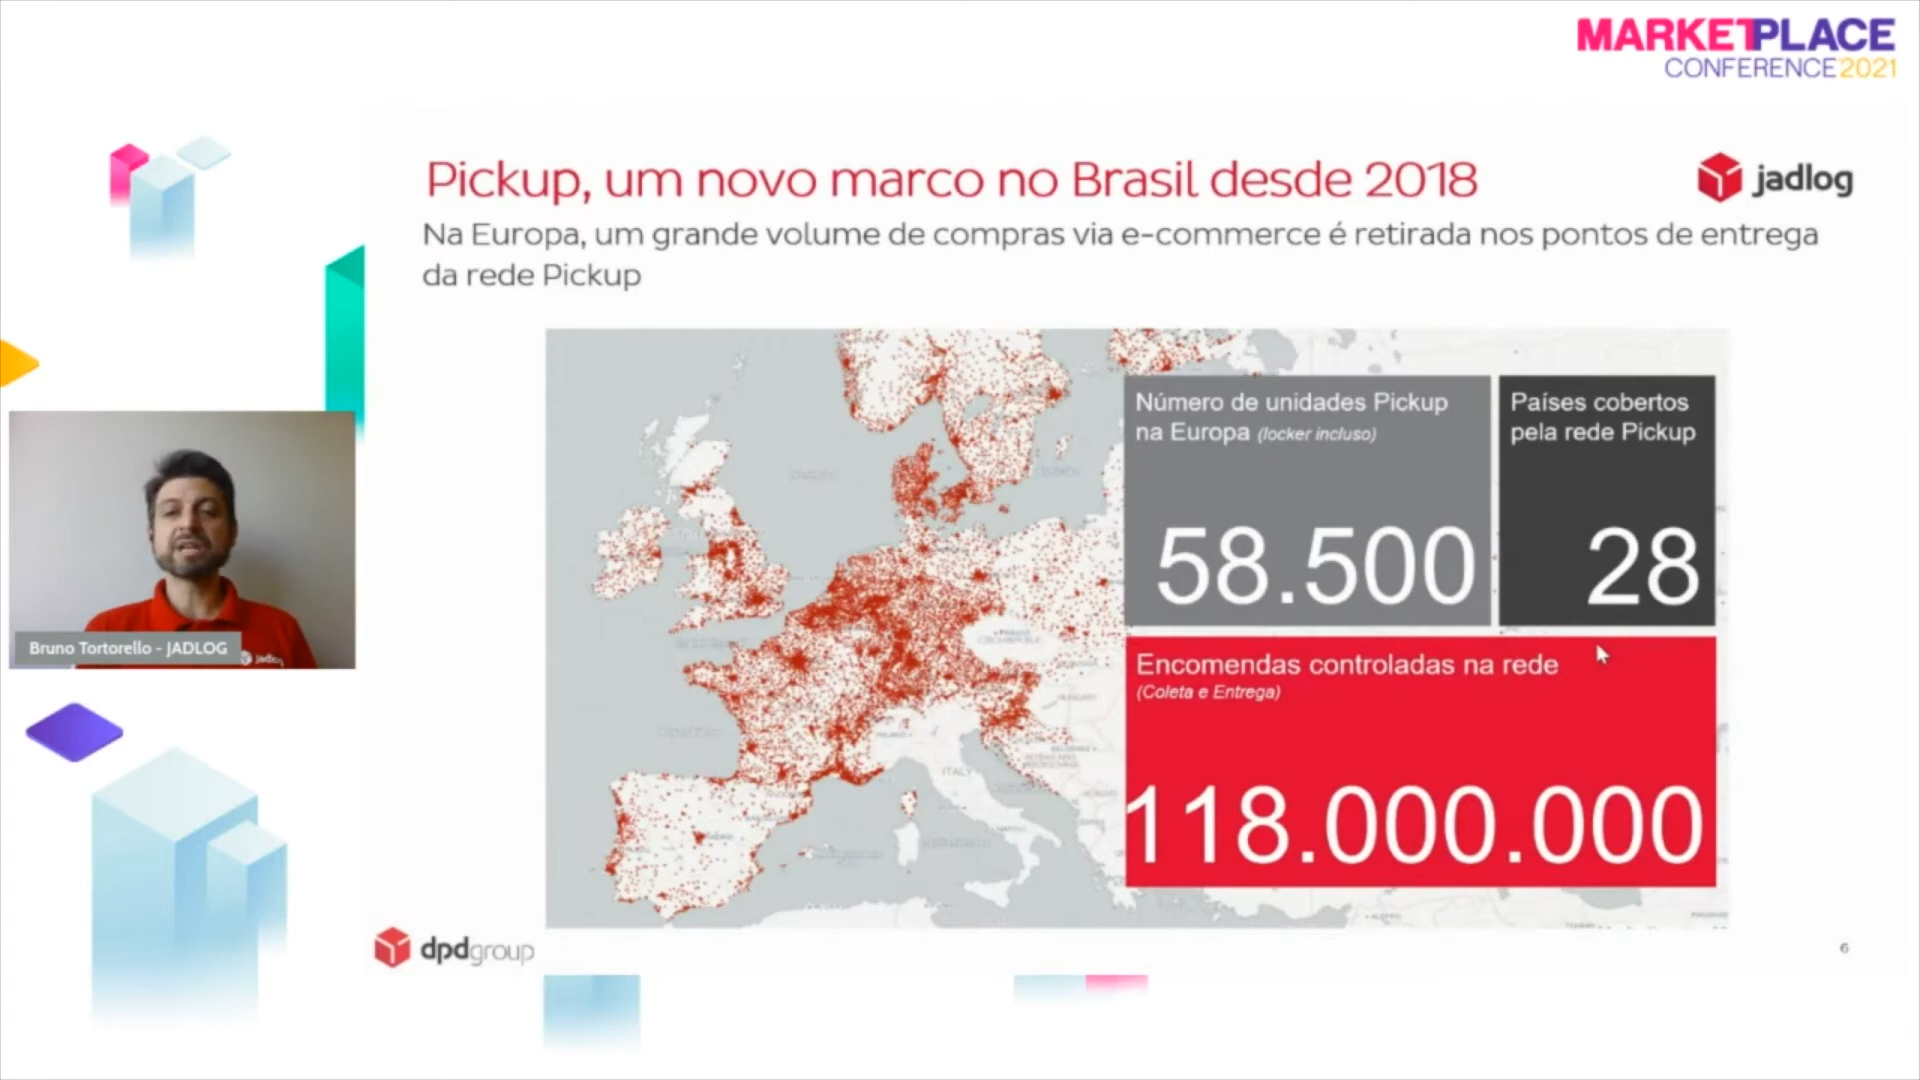 MARKETPLACE
CONFERENCE 2021
Pickup, um novo marco no Brasil desde 2018
jadlog
Na Europa, um grande volume de compras via e-commerce é retirada nos pontos de entrega
da rede Pickup
Número de unidades Pickup
na Europa (locker incluso)
58.500
Países cobertos
pela rede Pickup
28
Encomendas controladas na rede
(Coleta e Entrega)
118.000.000
ITALY
Bruno Tortorello - JADLOG
jadlog
dpdgroup
6